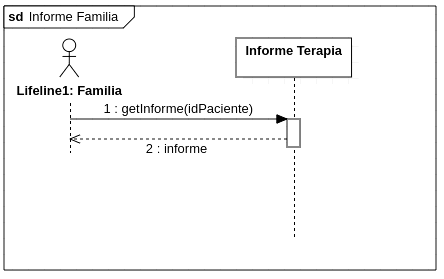 sd Informe Familia
Informe Terapia
Lifeline1: Familia
1 : getInforme(idPaciente)
2 : informe